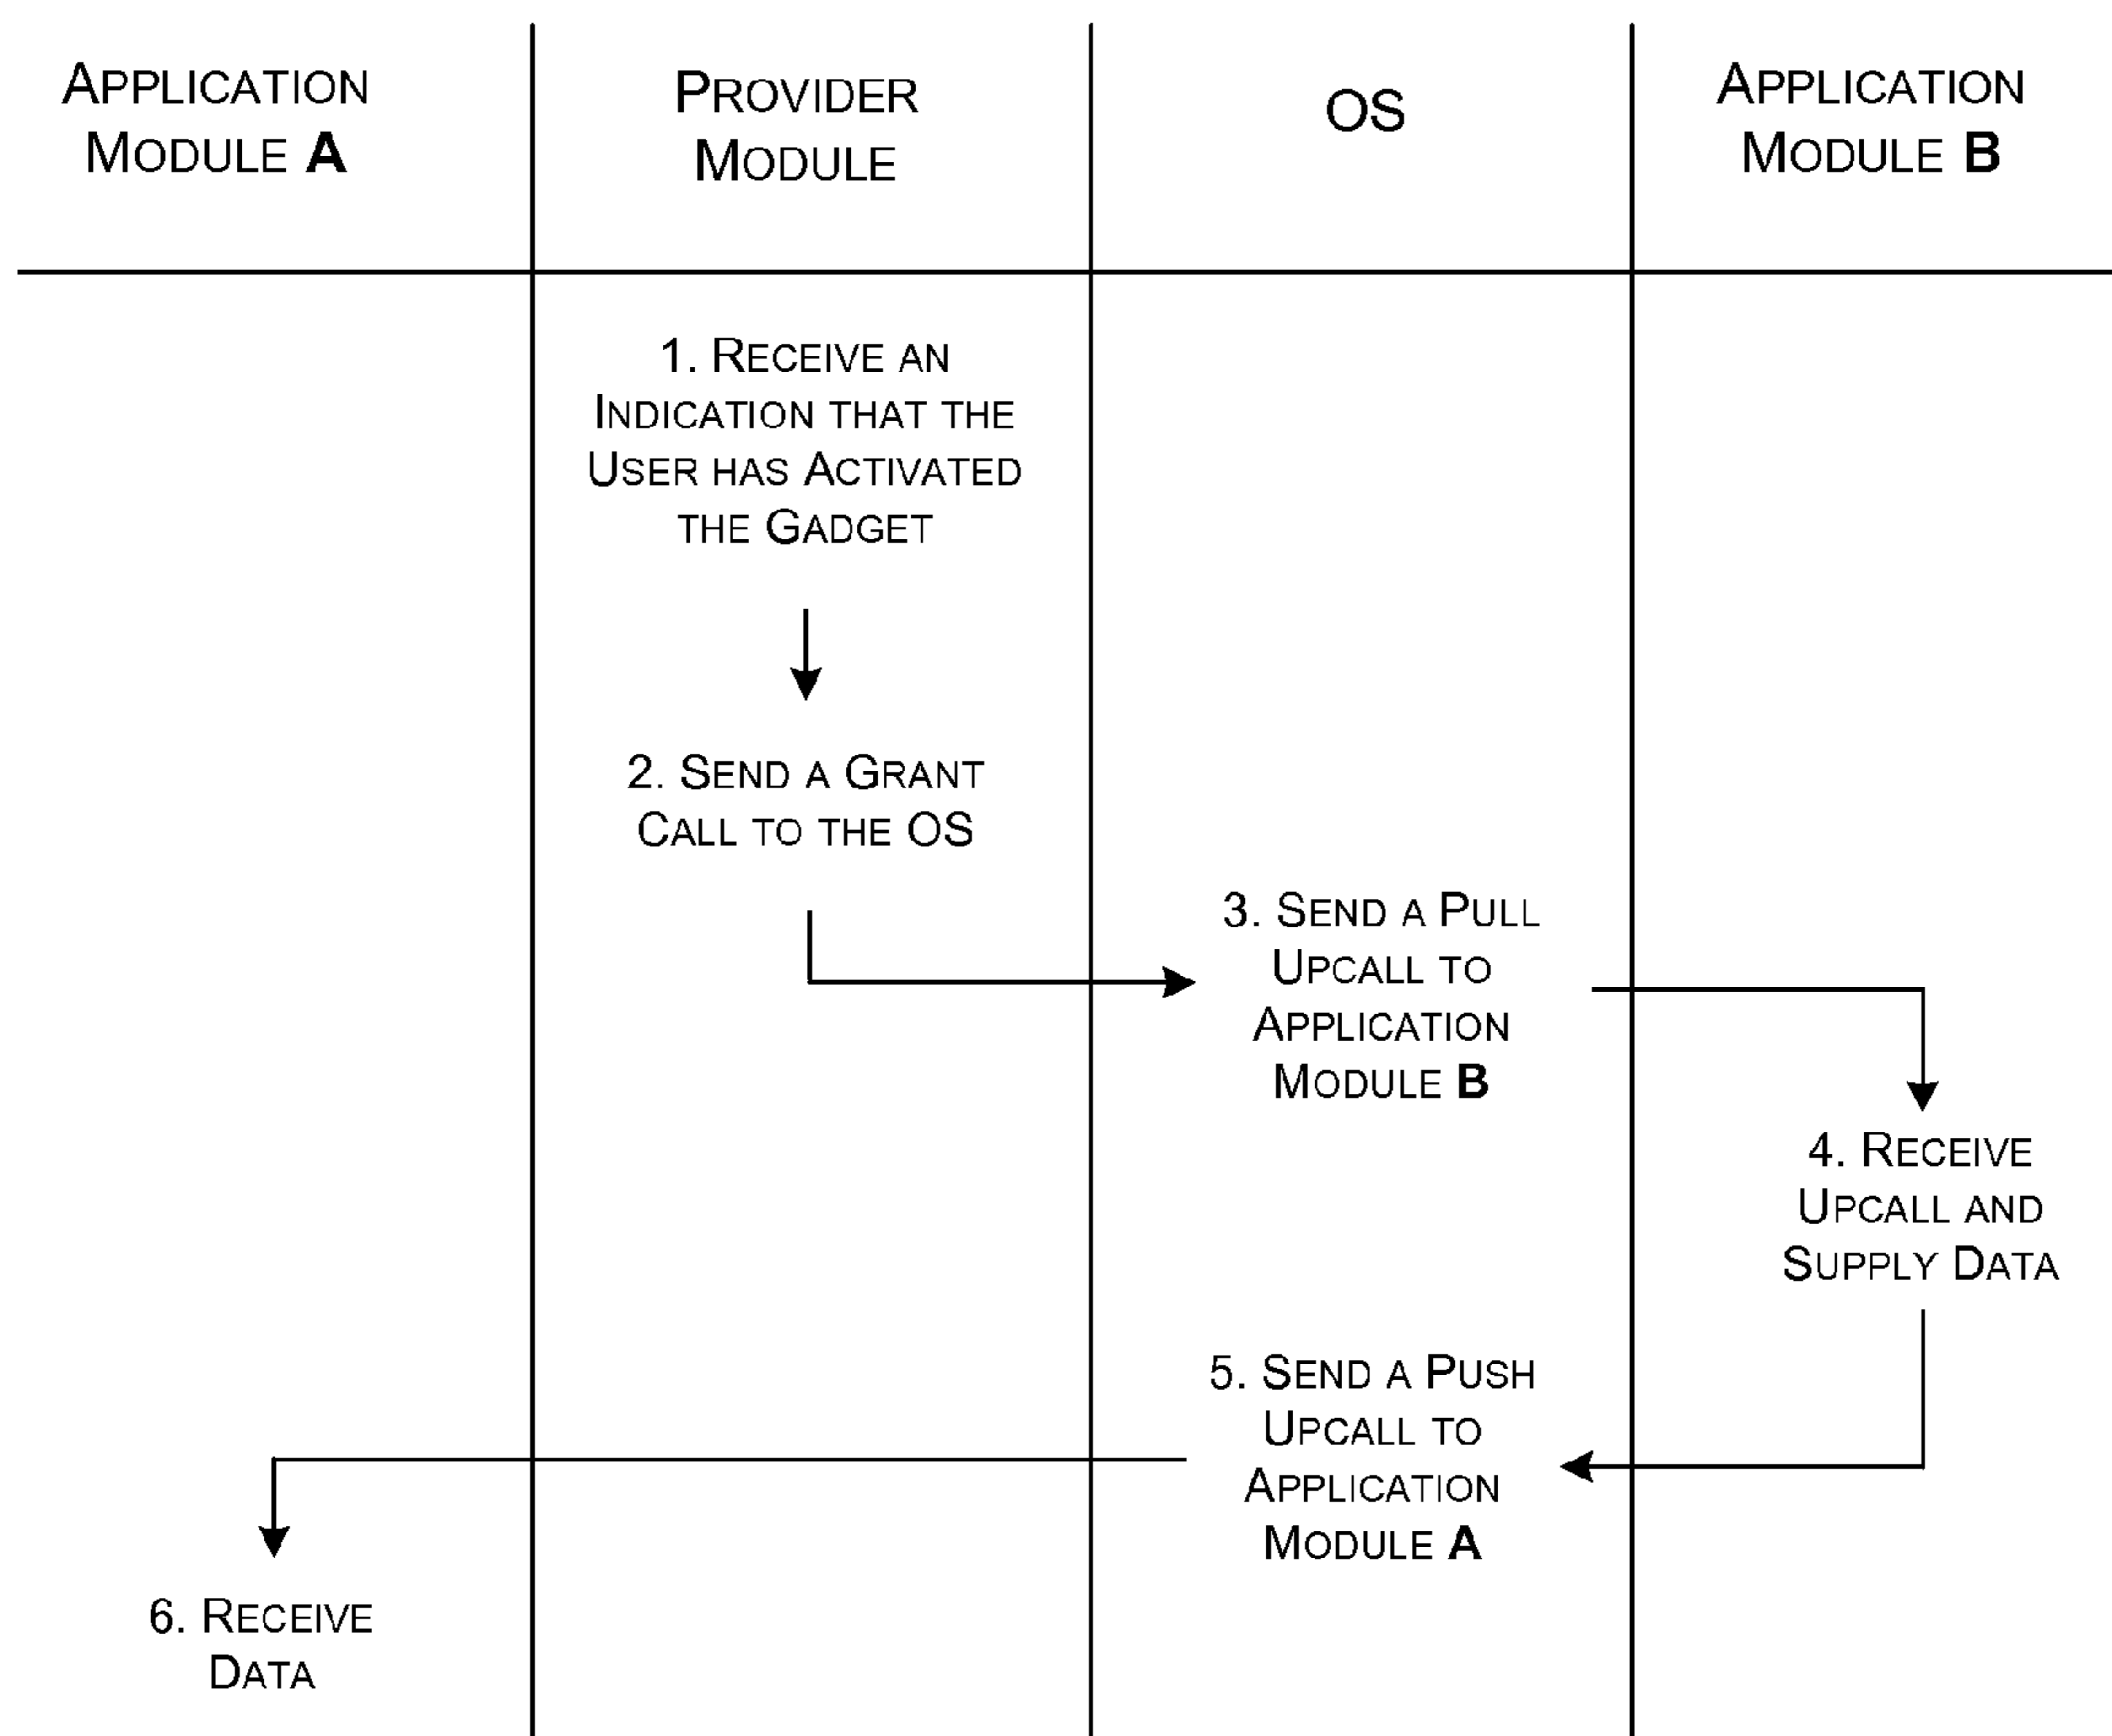 APPLICATION
MODULE A
PROVIDER
MODULE
OS
APPLICATION
MODULE B
1. RECEIVE AN
INDICATION THAT THE
USER HAS ACTIVATED
THE GADGET
2. SEND A GRANT
CALL TO THE OS
3. SEND A PULL
UPCALL TO
APPLICATION
MODULE B
4. RECEIVE
UPCALL AND
SUPPLY DATA
5. SEND A PUSH
UPCALL TO
APPLICATION
MODULE A
6. RECEIVE
DATA